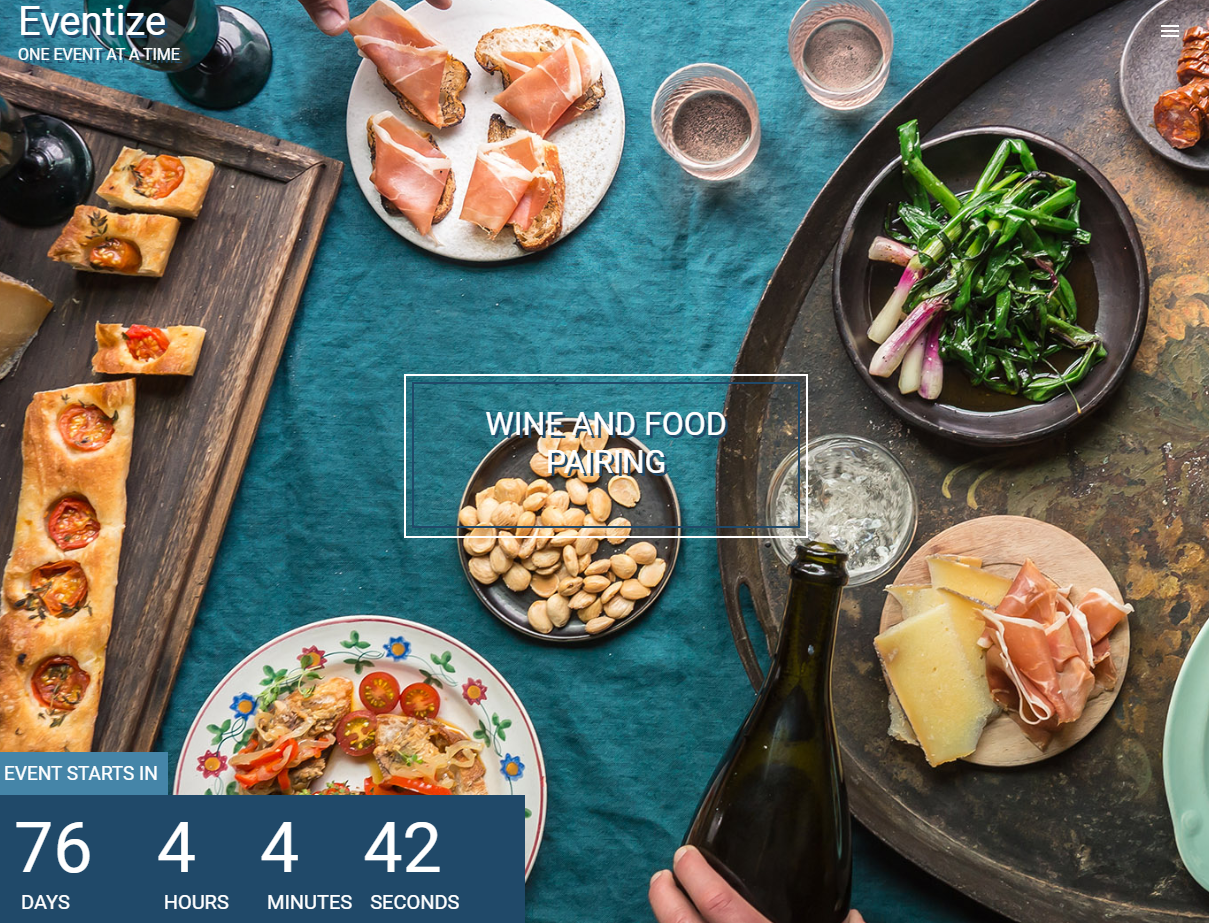 Eventize
ONE EVENT AT A TIME
WINE AND FOOD
PAIRING
EVENT STARTS IN
76 4 4 42
DAYS HOURS MINUTES SECONDS